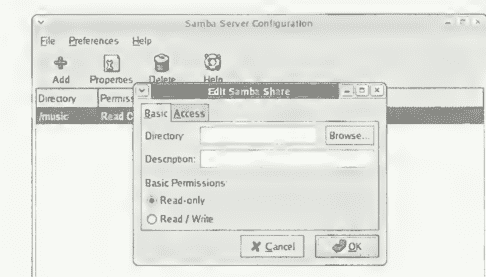 Samba Server Configuration
File Preferences Help
Add Properties Delete Help
Directory Permiss
/music Read O
Edit Samba Share
Basic Access
Directory: Browse...
Description:
Basic Permissions
Read-only
Read / Write
Cancel OK